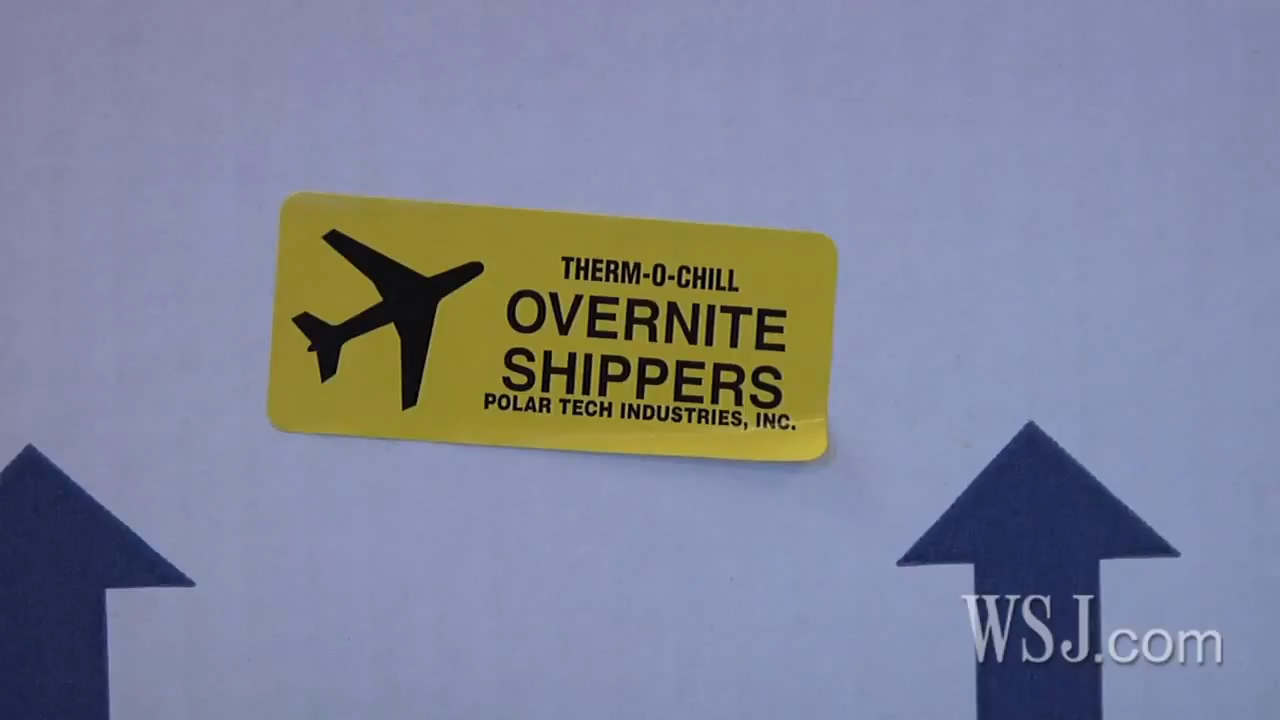 THERM-O-CHILL
OVERNITE
SHIPPERS
POLAR TECH INDUSTRIES, INC.
WSJ.com